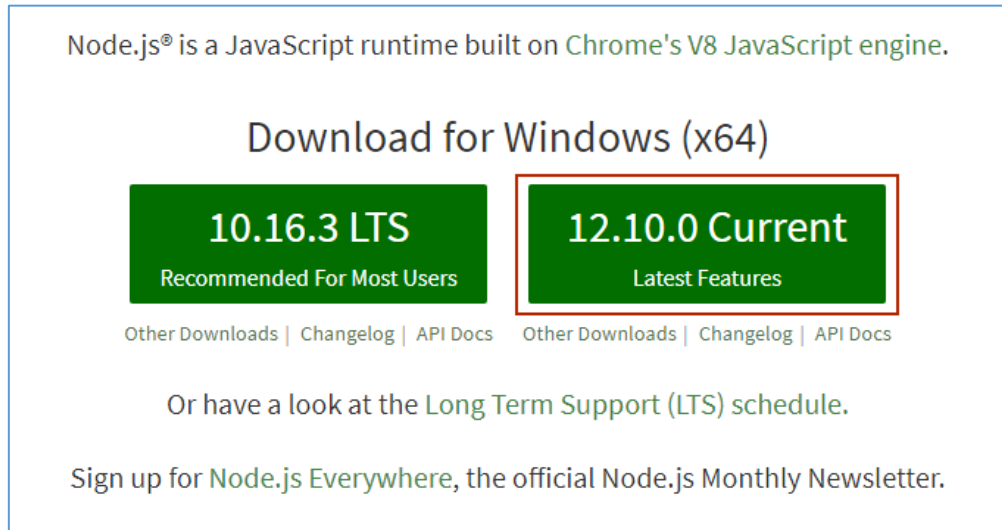 Node.js® is a JavaScript runtime built on Chrome's V8 JavaScript engine.
Download for Windows (x64)
10.16.3 LTS
Recommended For Most Users
12.10.0 Current
Latest Features
Other Downloads | Changelog | API Docs
Other Downloads | Changelog | API Docs
Or have a look at the Long Term Support (LTS) schedule.
Sign up for Node.js Everywhere, the official Node.js Monthly Newsletter.